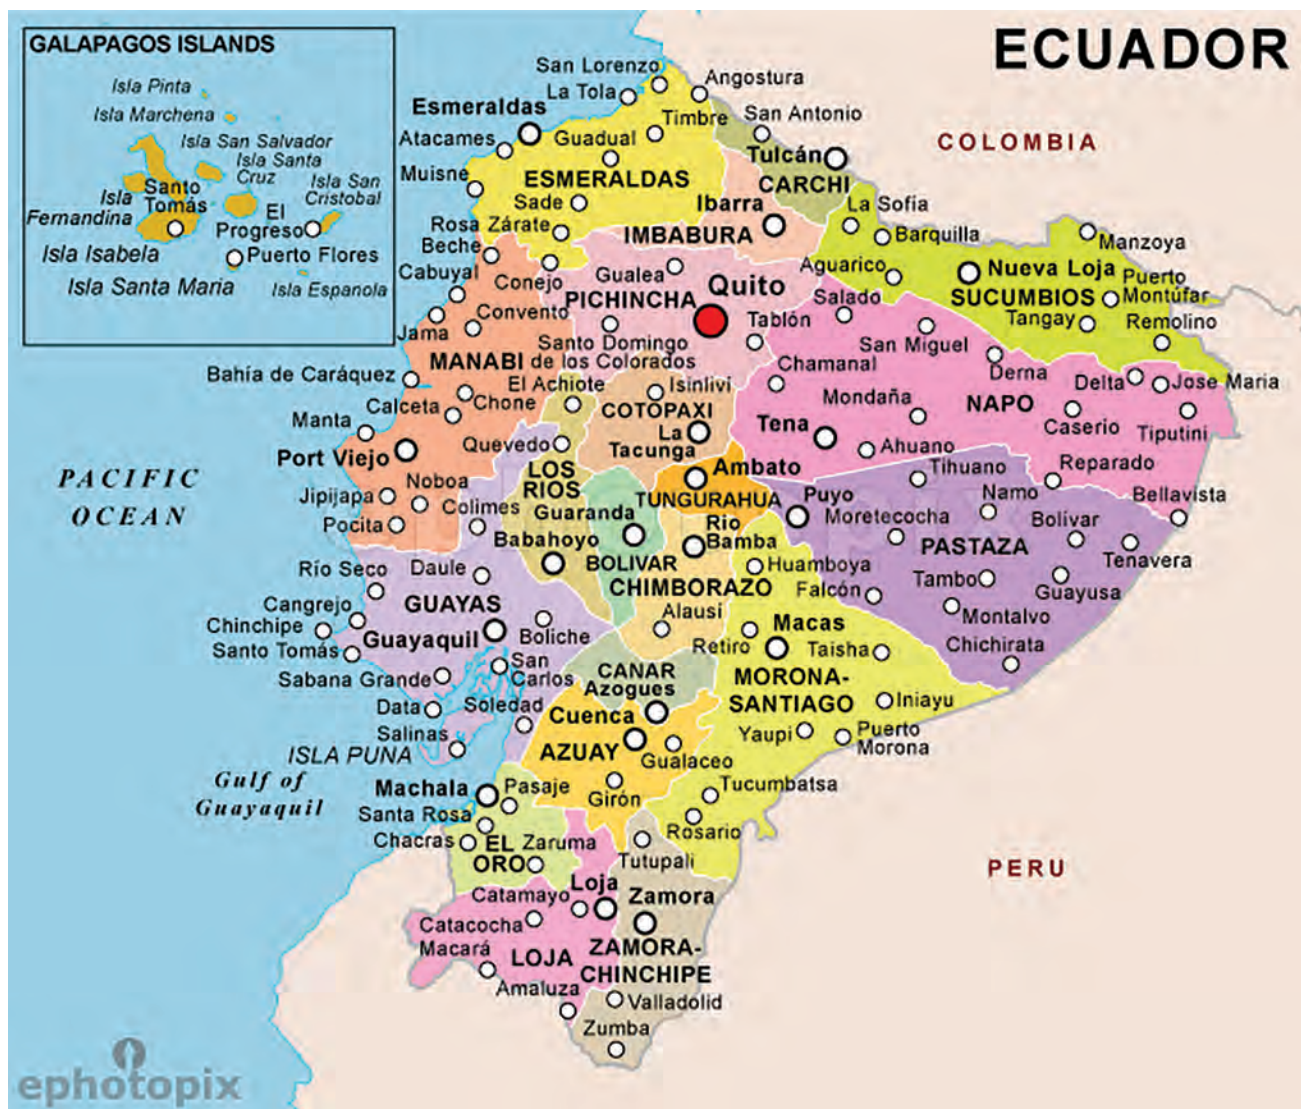 GALAPAGOS ISLANDS
Isla Pinta
Isla Marchena
Isla San Salvador
Isla Santa
Cruz
Isla San
Cristobal
Isla
Fernandina
Santo
Tomás
El
Progreso
Isla Isabela
Puerto Flores
Isla Santa Maria
Isla Espanola
ECUADOR
COLOMBIA
PERU
PACIFIC
OCEAN
Gulf of
Guayaquil
San Lorenzo
La Tola
Angostura
Esmeraldas
Timbre
San Antonio
Atacames
Guadual
Tulcán
CARCHI
Muisne
ESMERALDAS
Sade
Ibarra
La Sofía
Rosa Zárate
IMBABURA
Barquilla
Manzoya
Beche
Cabuyal
Conejo
Gualea
Quito
Aguarico
Nueva Loja
Puerto
Montúfar
PICHINCHA
Salado
SUCUMBIOS
Tangay
Remolino
Jama
Convento
Santo Domingo
de los Colorados
Tablón
San Miguel
MANABI
Chamanal
Derna
Delta
Jose Maria
Bahía de Caráquez
El Achiote
Isinlivi
Mondaña
NAPO
Calceta
Chone
COTOPAXI
Caserio
Tiputini
Manta
La
Tacunga
Tena
Quevedo
Ahuano
Port Viejo
LOS
RIOS
Ambato
Tihuano
Reparado
Jipijapa
Noboa
TUNGURAHUA
Puyo
Namo
Bellavista
Pocita
Colimes
Guaranda
Rio
Bamba
Moretecocha
Bolívar
Babahoyo
PASTAZA
Tenavera
Río Seco
Daule
BOLIVAR
Huamboya
CHIMBORAZO
Falcón
Tambo
Guayusa
Cangrejo
GUAYAS
Alausi
Montalvo
Chinchipe
Guayaquil
Boliche
Retiro
Macas
Taisha
Chichirata
Santo Tomás
San
Carlos
CANAR
Azogues
MORONA-
SANTIAGO
Sabana Grande
Iniayu
Data
Soledad
Cuenca
Salinas
Yaupi
Puerto
Morona
ISLA PUNA
AZUAY
Gualaceo
Machala
Pasaje
Girón
Tucumbatsa
Santa Rosa
Rosario
Chacras
EL
ORO
Zaruma
Tutupali
Loja
Catamayo
Zamora
Catacocha
Macará
LOJA
ZAMORA-
CHINCHIPE
Amaluza
Valladolid
Zumba
ephotopix